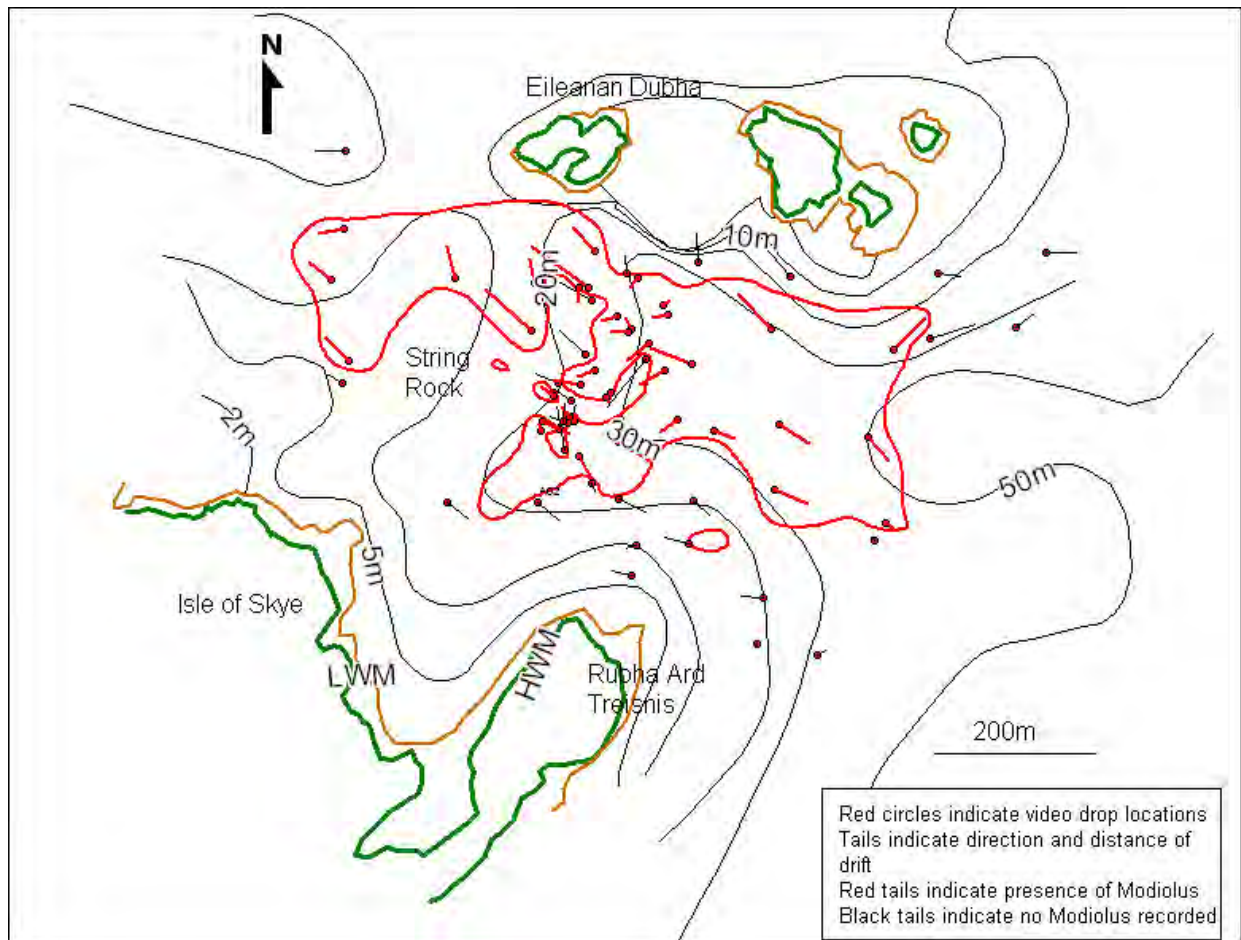 N
Eileanan Dubha
10m
20m
String
Rock
2m
30m
50m
5m
Isle of Skye
LWM
HWM
Rubha Ard
Treisnis
200m
Red circles indicate video drop locations
Tails indicate direction and distance of
drift
Red tails indicate presence of Modiolus
Black tails indicate no Modiolus recorded